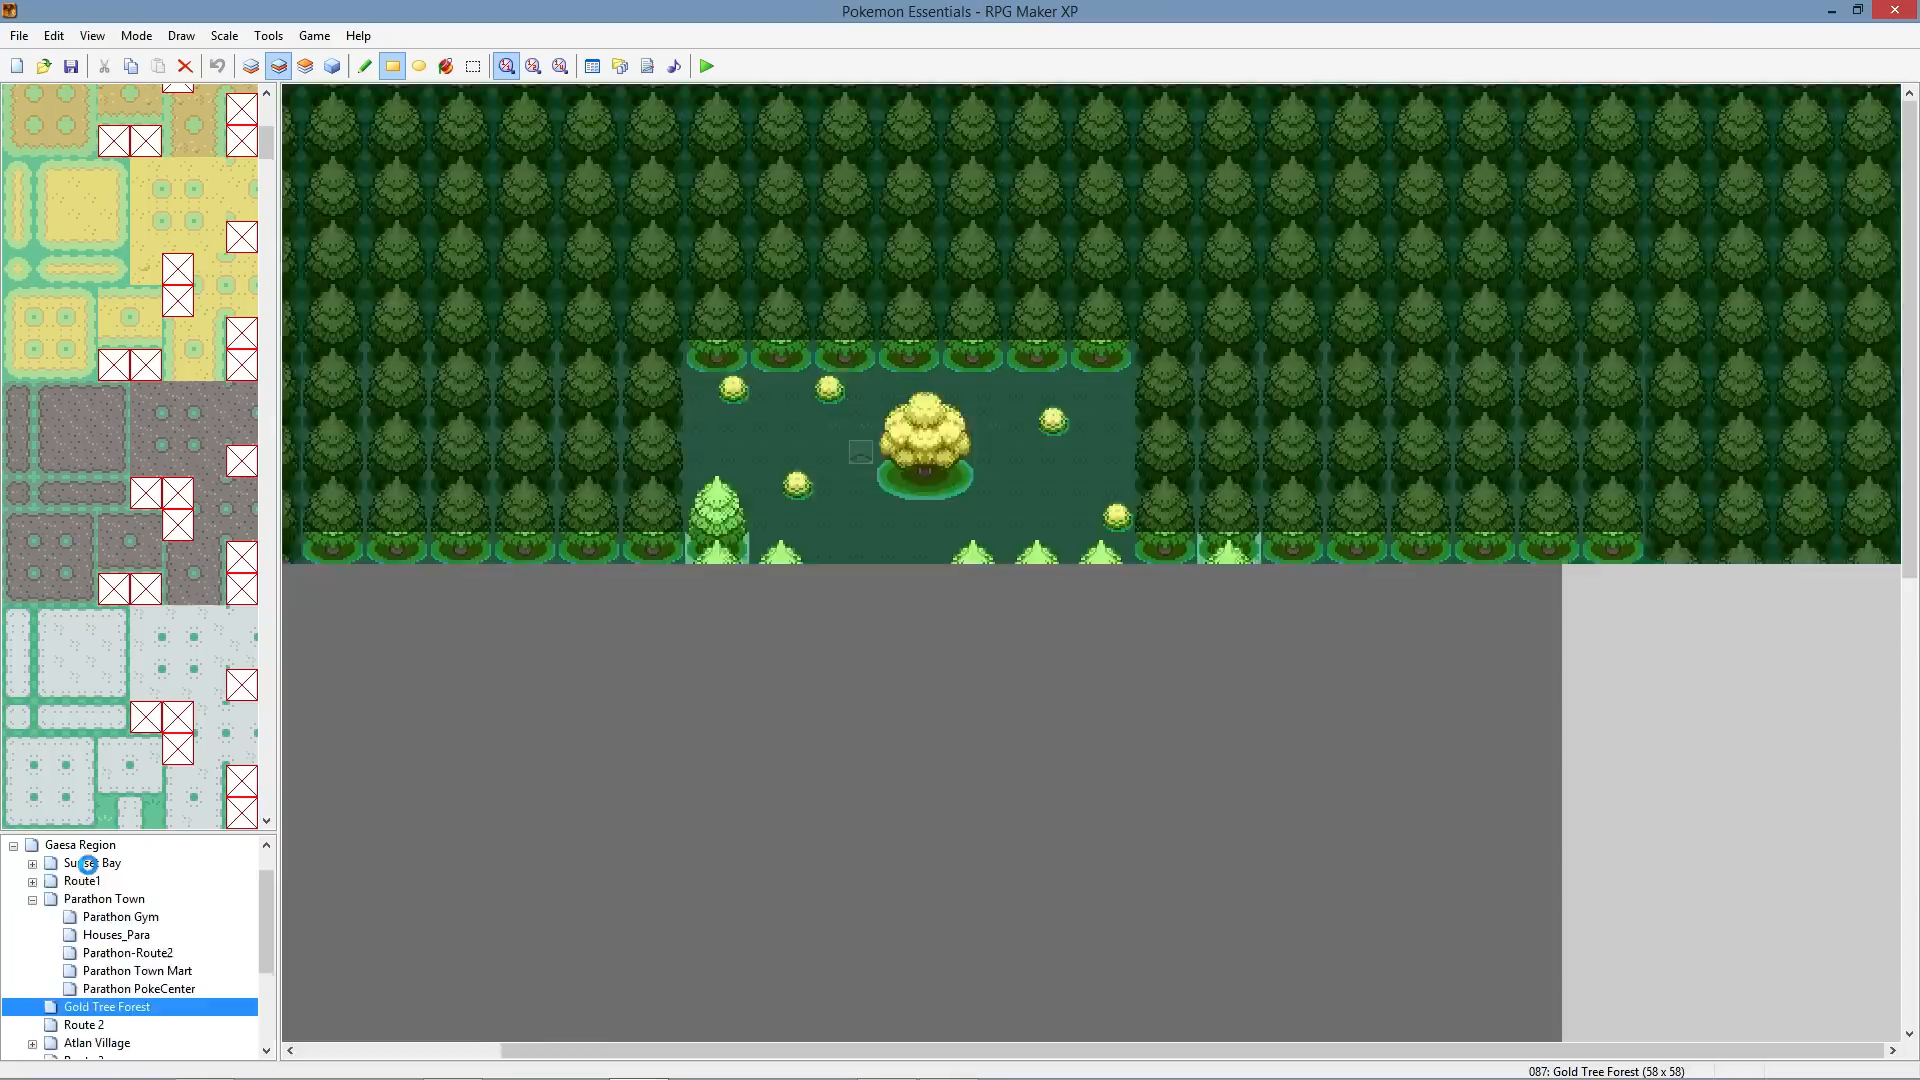 Pokemon Essentials - RPG Maker XP
File Edit View Mode Draw Scale Tools Game Help
Gaesa Region
Sunset Bay
Route1
Parathon Town
Parathon Gym
Houses_Para
Parathon-Route2
Parathon Town Mart
Parathon PokeCenter
Gold Tree Forest
Route 2
Atlan Village
087: Gold Tree Forest (58 x 58)